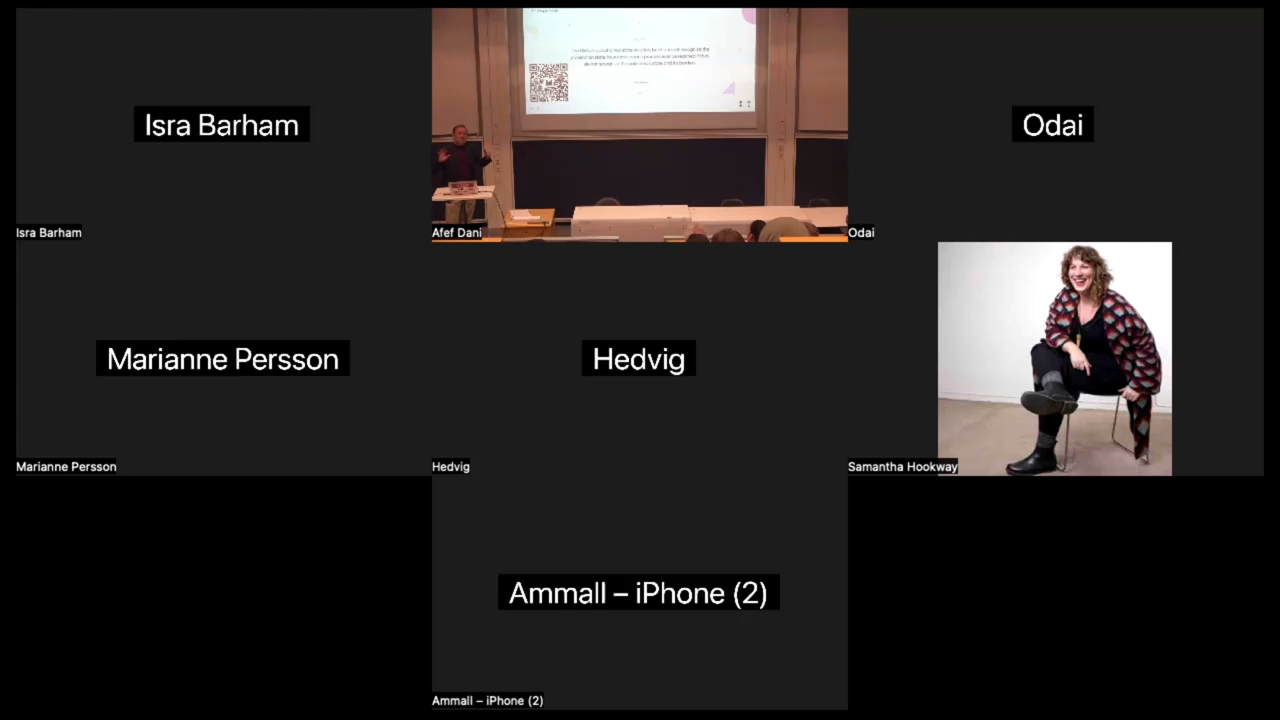 Isra Barham
Odai
Isra Barham
Afef Dani
Odai
Marianne Persson
Hedvig
Marianne Persson
Hedvig
Samantha Hookway
Ammall – iPhone (2)
Ammall – iPhone (2)